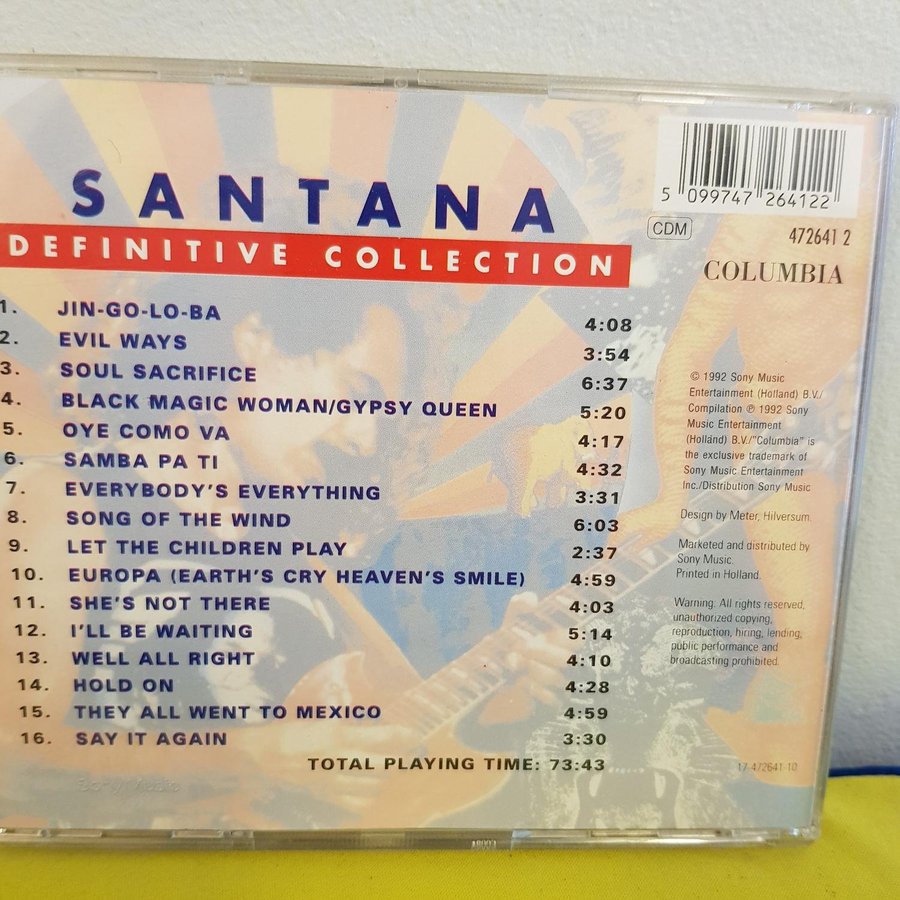 SANTANA
DEFINITIVE COLLECTION
1. JIN-GO-LO-BA 4:08
2. EVIL WAYS 3:54
3. SOUL SACRIFICE 6:37
4. BLACK MAGIC WOMAN/GYPSY QUEEN 5:20
5. OYE COMO VA 4:17
6. SAMBA PA TI 4:32
7. EVERYBODY'S EVERYTHING 3:31
8. SONG OF THE WIND 6:03
9. LET THE CHILDREN PLAY 2:37
10. EUROPA (EARTH'S CRY HEAVEN'S SMILE) 4:59
11. SHE'S NOT THERE 4:03
12. I'LL BE WAITING 5:14
13. WELL ALL RIGHT 4:10
14. HOLD ON 4:28
15. THEY ALL WENT TO MEXICO 4:59
16. SAY IT AGAIN 3:30
TOTAL PLAYING TIME: 73:43
5 099747 264122
CDM
472641 2
COLUMBIA
© 1992 Sony Music
Entertainment (Holland) B.V./
Compilation ℗ 1992 Sony
Music Entertainment
(Holland) B.V./"Columbia" is
the exclusive trademark of
Sony Music Entertainment
Inc./Distribution Sony Music
Design by Meter, Hilversum.
Marketed and distributed by
Sony Music.
Printed in Holland.
Warning: All rights reserved,
unauthorized copying,
reproduction, hiring, lending,
public performance and
broadcasting prohibited.
17-472641-10
Sony Music